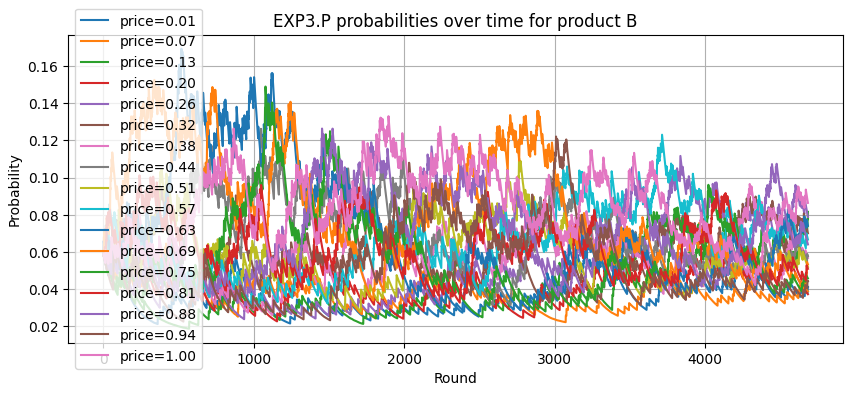 EXP3.P probabilities over time for product B
price=0.01
price=0.07
price=0.13
price=0.20
price=0.26
price=0.32
price=0.38
price=0.44
price=0.51
price=0.57
price=0.63
price=0.69
price=0.75
price=0.81
price=0.88
price=0.94
price=1.00
Probability
0.16
0.14
0.12
0.10
0.08
0.06
0.04
0.02
0
1000
2000
3000
4000
Round